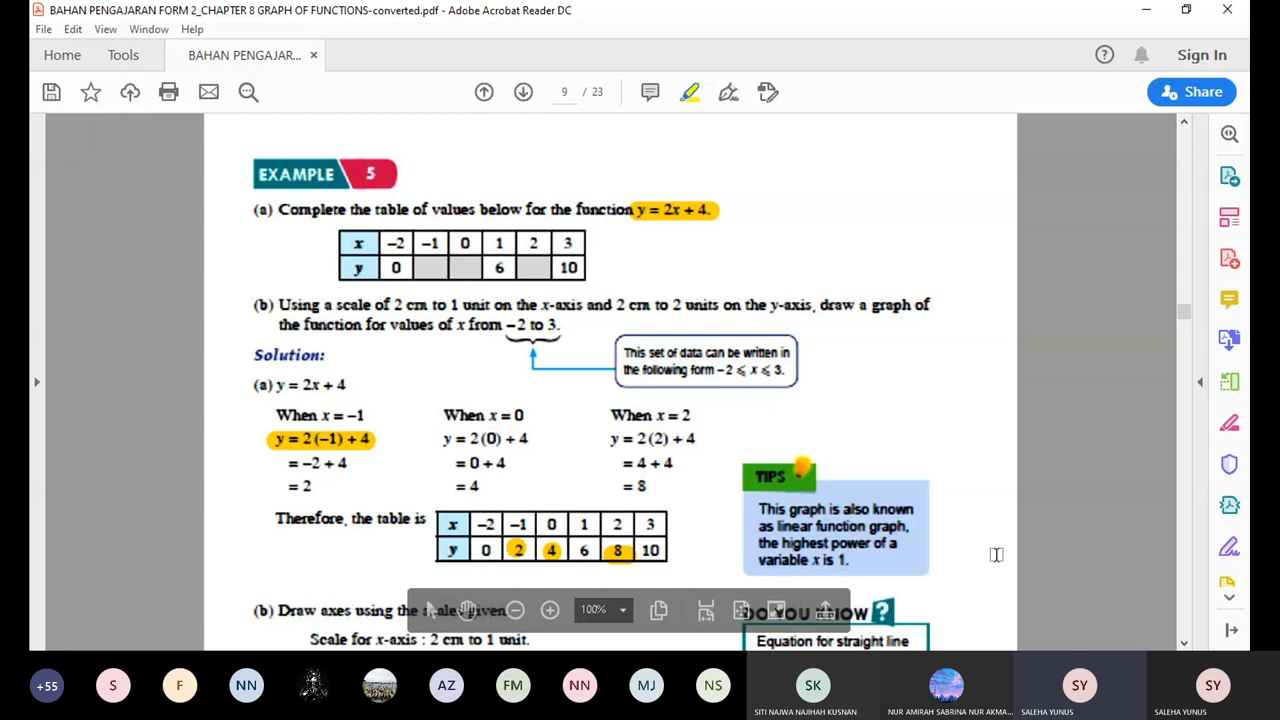 BAHAN PENGAJARAN FORM 2_CHAPTER 8 GRAPH OF FUNCTIONS-converted.pdf - Adobe Acrobat Reader DC
File Edit View Window Help
Home Tools BAHAN PENGAJAR... × Sign In
9 / 23 Share
EXAMPLE 5
(a) Complete the table of values below for the function y = 2x + 4.
x −2 −1 0 1 2 3
y 0 6 10
(b) Using a scale of 2 cm to 1 unit on the x-axis and 2 cm to 2 units on the y-axis, draw a graph of
the function for values of x from −2 to 3.
Solution:
This set of data can be written in
the following form −2 ⩽ x ⩽ 3.
(a) y = 2x + 4
When x = −1 When x = 0 When x = 2
y = 2(−1) + 4 y = 2(0) + 4 y = 2(2) + 4
= −2 + 4 = 0 + 4 = 4 + 4
= 2 = 4 = 8
TIPS
This graph is also known
as linear function graph,
the highest power of a
variable x is 1.
Therefore, the table is
x −2 −1 0 1 2 3
y 0 2 4 6 8 10
100%
(b) Draw axes using the scales given
DO YOU KNOW ?
Scale for x-axis : 2 cm to 1 unit.
Equation for straight line
+55 S F NN AZ FM NN MJ NS SK SY SY
SITI NAJWA NAJIHAH KUSNAN NUR AMIRAH SABRINA NUR AKMA... SALEHA YUNUS SALEHA YUNUS